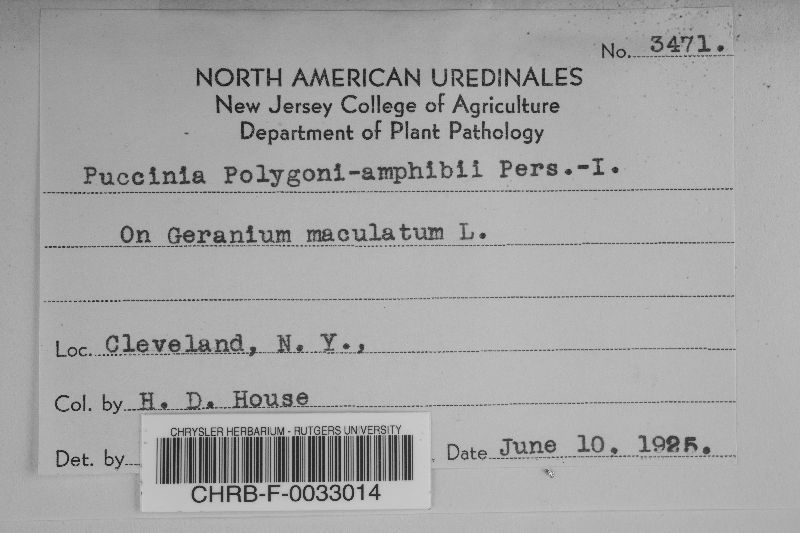 No. 3471.
NORTH AMERICAN UREDINALES
New Jersey College of Agriculture
Department of Plant Pathology
Puccinia Polygoni-amphibii Pers.-I.
On Geranium maculatum L.
Loc. Cleveland, N. Y.,
Col. by H. D. House
Det. by
Date June 10, 1925.
CHRYSLER HERBARIUM - RUTGERS UNIVERSITY
CHRB-F-0033014